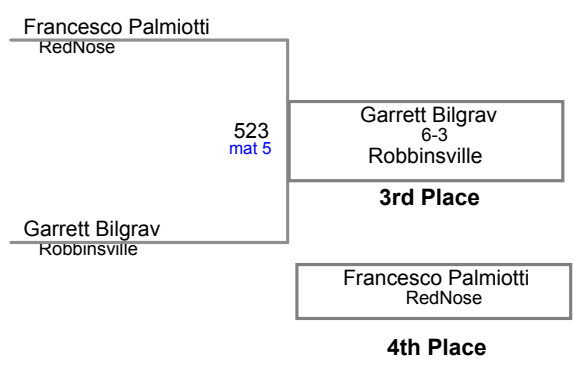 Francesco Palmiotti
RedNose
523
mat 5
Garrett Bilgrav
6-3
Robbinsville
3rd Place
Garrett Bilgrav
Robbinsville
Francesco Palmiotti
RedNose
4th Place